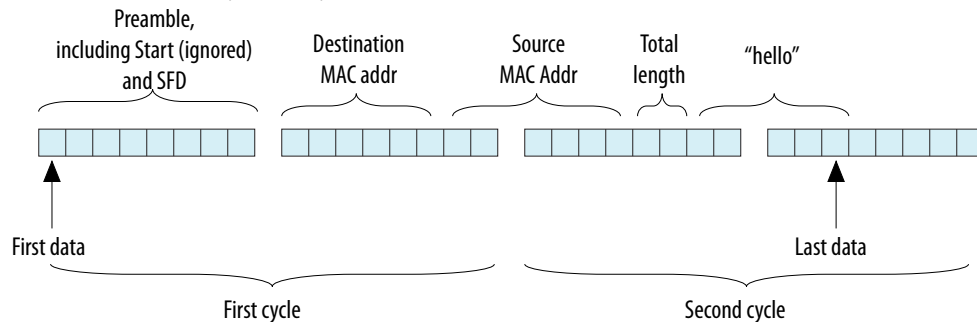 Preamble,
including Start (ignored)
and SFD
Destination
MAC addr
Source
MAC Addr
Total
length
“hello”
First data
Last data
First cycle
Second cycle